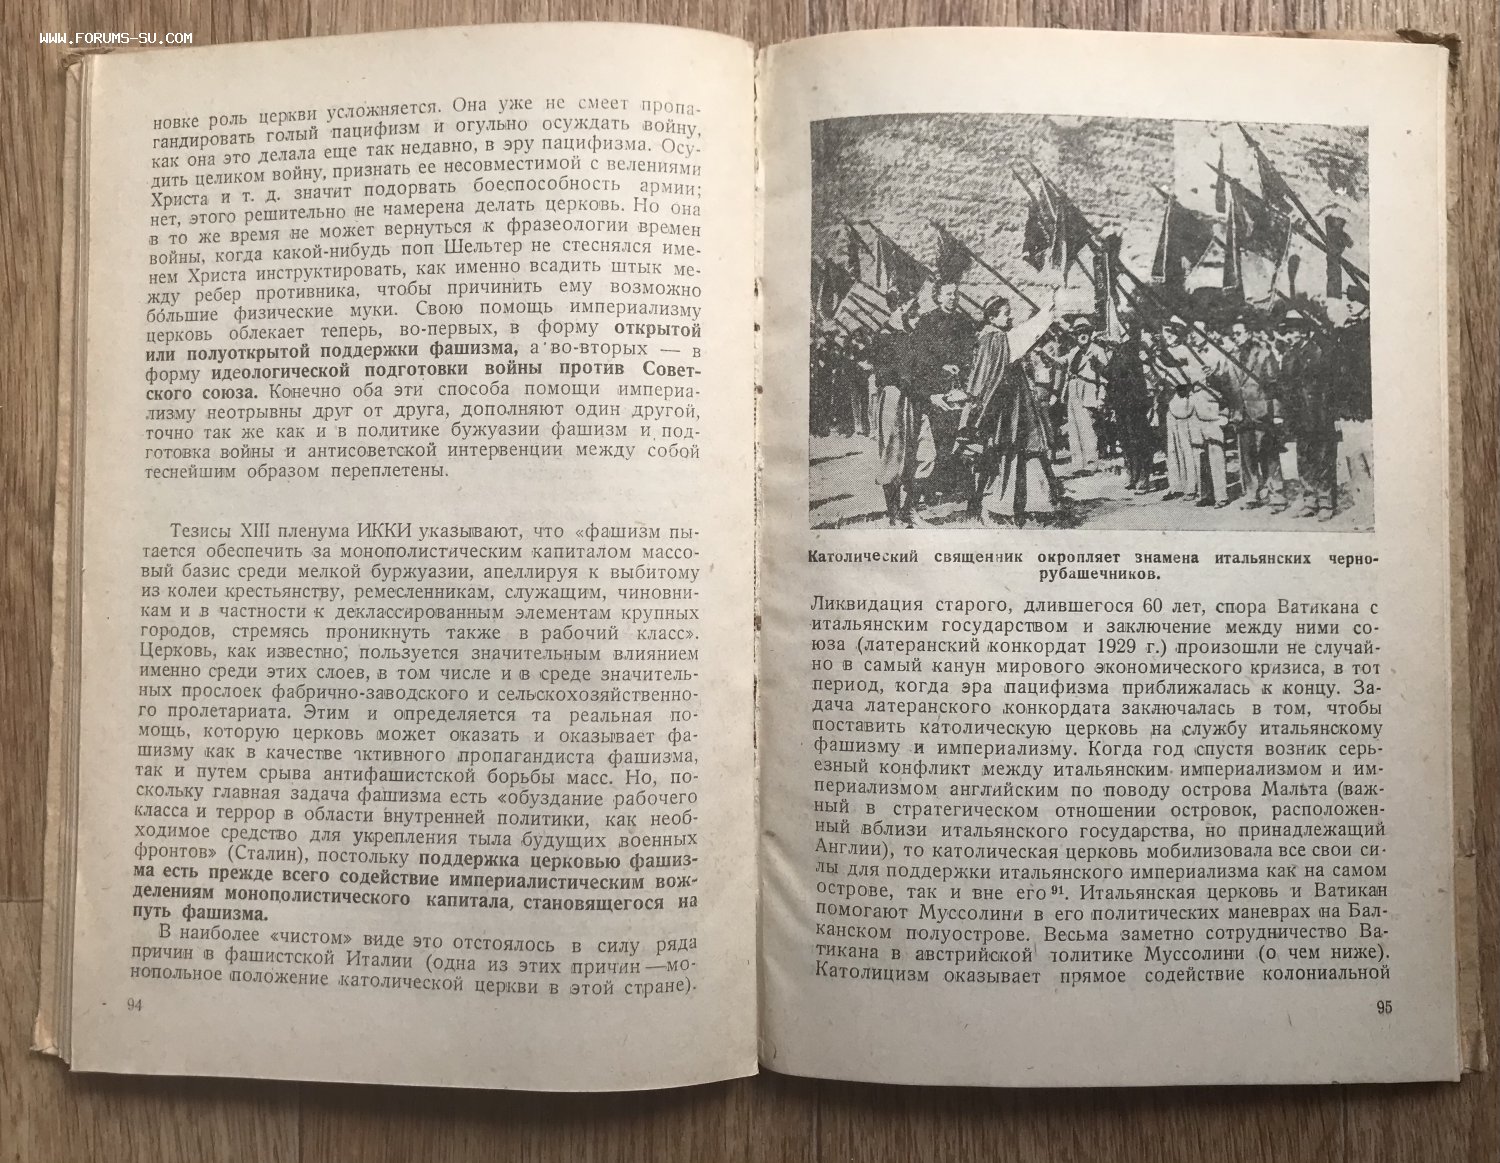 WWW.FORUMS-SU.COM
новке роль церкви усложняется. Она уже не смеет пропа-
гандировать голый пацифизм и огульно осуждать войну,
как она это делала еще так недавно, в эру пацифизма. Осу-
дить целиком войну, признать ее несовместимой с велениями
Христа и т. д. значит подорвать боеспособность армии;
нет, этого решительно не намерена делать церковь. Но она
в то же время не может вернуться к фразеологии времен
войны, когда какой-нибудь поп Шельтер не стеснялся име-
нем Христа инструктировать, как именно всадить штык ме-
жду ребер противника, чтобы причинить ему возможно
бо́льшие физические муки. Свою помощь империализму
церковь облекает теперь, во-первых, в форму открытой
или полуоткрытой поддержки фашизма, а во-вторых — в
форму идеологической подготовки войны против Совет-
ского союза. Конечно оба эти способа помощи империа-
лизму неотрывны друг от друга, дополняют один другой,
точно так же как и в политике бужуазии фашизм и под-
готовка войны и антисоветской интервенции между собой
теснейшим образом переплетены.
Тезисы XIII пленума ИККИ указывают, что «фашизм пы-
тается обеспечить за монополистическим капиталом массо-
вый базис среди мелкой буржуазии, апеллируя к выбитому
из колеи крестьянству, ремесленникам, служащим, чиновни-
кам и в частности к деклассированным элементам крупных
городов, стремясь проникнуть также в рабочий класс».
Церковь, как известно, пользуется значительным влиянием
именно среди этих слоев, в том числе и в среде значитель-
ных прослоек фабрично-заводского и сельскохозяйственно-
го пролетариата. Этим и определяется та реальная по-
мощь, которую церковь может оказать и оказывает фа-
шизму как в качестве активного пропагандиста фашизма,
так и путем срыва антифашистской борьбы масс. Но, по-
скольку главная задача фашизма есть «обуздание рабочего
класса и террор в области внутренней политики, как необ-
ходимое средство для укрепления тыла будущих военных
фронтов» (Сталин), постольку поддержка церковью фашиз-
ма есть прежде всего содействие империалистическим вож-
делениям монополистического капитала, становящегося на
путь фашизма.
В наиболее «чистом» виде это отстоялось в силу ряда
причин в фашистской Италии (одна из этих причин — мо-
нопольное положение католической церкви в этой стране).
94
Католический священник окропляет знамена итальянских черно-
рубашечников.
Ликвидация старого, длившегося 60 лет, спора Ватикана с
итальянским государством и заключение между ними со-
юза (латеранский конкордат 1929 г.) произошли не случай-
но в самый канун мирового экономического кризиса, в тот
период, когда эра пацифизма приближалась к концу. За-
дача латеранского конкордата заключалась в том, чтобы
поставить католическую церковь на службу итальянскому
фашизму и империализму. Когда год спустя возник серь-
езный конфликт между итальянским империализмом и им-
периализмом английским по поводу острова Мальта (важ-
ный в стратегическом отношении островок, расположен-
ный вблизи итальянского государства, но принадлежащий
Англии), то католическая церковь мобилизовала все свои си-
лы для поддержки итальянского империализма как на самом
острове, так и вне его⁹¹. Итальянская церковь и Ватикан
помогают Муссолини в его политических маневрах на Бал-
канском полуострове. Весьма заметно сотрудничество Ва-
тикана в австрийской политике Муссолини (о чем ниже).
Католицизм оказывает прямое содействие колониальной
95